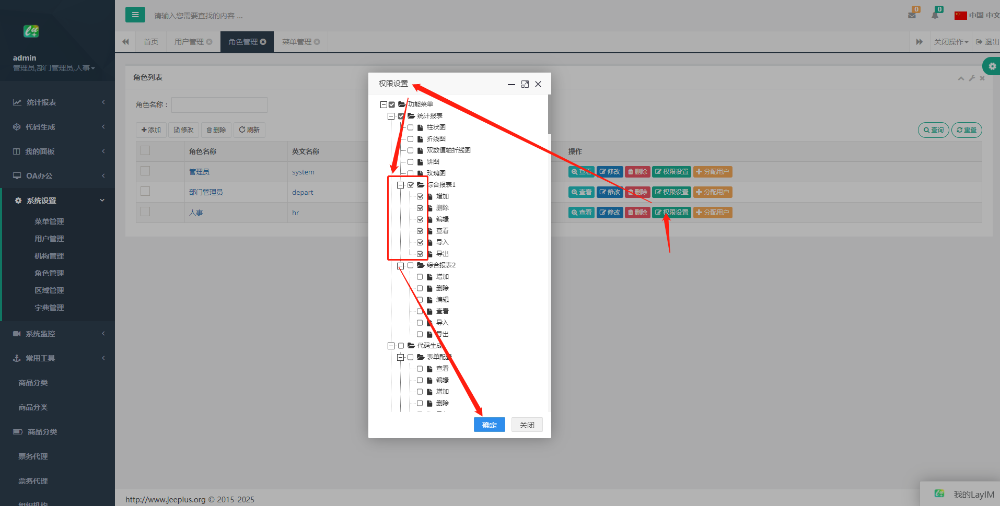 请输入您需要查找的内容 ...
0
0
中国 中文
admin
管理员,部门管理员,人事
首页
用户管理
角色管理
菜单管理
关闭操作
退出
统计报表
代码生成
我的面板
OA办公
系统设置
菜单管理
用户管理
机构管理
角色管理
区域管理
字典管理
系统监控
常用工具
商品分类
商品分类
商品分类
票务代理
票务代理
组织机构
角色列表
角色名称：
添加
修改
删除
刷新
查询
重置
角色名称
英文名称
操作
管理员
system
查看
修改
删除
权限设置
分配用户
部门管理员
depart
查看
修改
删除
权限设置
分配用户
人事
hr
查看
修改
删除
权限设置
分配用户
权限设置
功能菜单
统计报表
柱状图
折线图
双数值轴折线图
饼图
玫瑰图
综合报表1
增加
删除
编辑
查看
导入
导出
综合报表2
增加
删除
编辑
查看
导入
导出
代码生成
表单配置
查看
编辑
增加
删除
确定
关闭
http://www.jeeplus.org © 2015-2025
我的LayIM